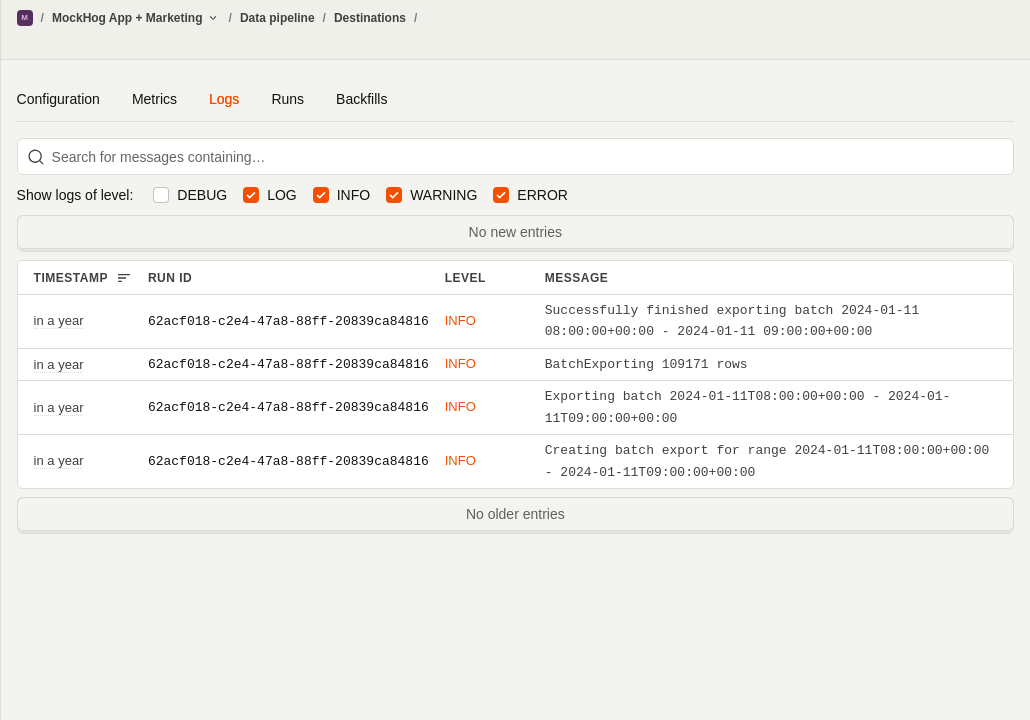 M / MockHog App + Marketing / Data pipeline / Destinations /
Configuration Metrics Logs Runs Backfills
Search for messages containing…
Show logs of level: DEBUG LOG INFO WARNING ERROR
No new entries
TIMESTAMP RUN ID LEVEL MESSAGE
in a year 62acf018-c2e4-47a8-88ff-20839ca84816 INFO Successfully finished exporting batch 2024-01-11
08:00:00+00:00 - 2024-01-11 09:00:00+00:00
in a year 62acf018-c2e4-47a8-88ff-20839ca84816 INFO BatchExporting 109171 rows
in a year 62acf018-c2e4-47a8-88ff-20839ca84816 INFO Exporting batch 2024-01-11T08:00:00+00:00 - 2024-01-
11T09:00:00+00:00
in a year 62acf018-c2e4-47a8-88ff-20839ca84816 INFO Creating batch export for range 2024-01-11T08:00:00+00:00
- 2024-01-11T09:00:00+00:00
No older entries